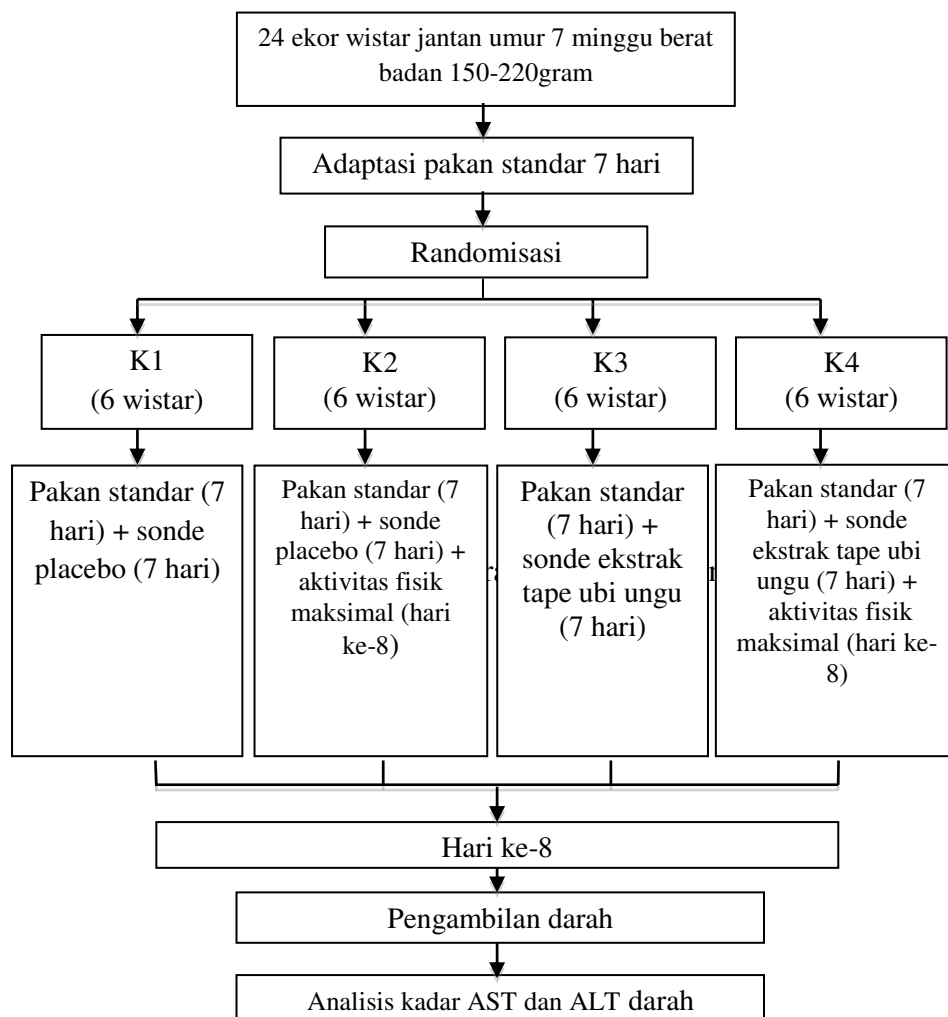 24 ekor wistar jantan umur 7 minggu berat
badan 150-220gram
Adaptasi pakan standar 7 hari
Randomisasi
K1
(6 wistar)
K2
(6 wistar)
K3
(6 wistar)
K4
(6 wistar)
Pakan standar (7
hari) + sonde
placebo (7 hari)
Pakan standar (7
hari) + sonde
placebo (7 hari) +
aktivitas fisik
maksimal (hari
ke-8)
Pakan standar
(7 hari) +
sonde ekstrak
tape ubi ungu
(7 hari)
Pakan standar (7
hari) + sonde
ekstrak tape ubi
ungu (7 hari) +
aktivitas fisik
maksimal (hari ke-
8)
Hari ke-8
Pengambilan darah
Analisis kadar AST dan ALT darah